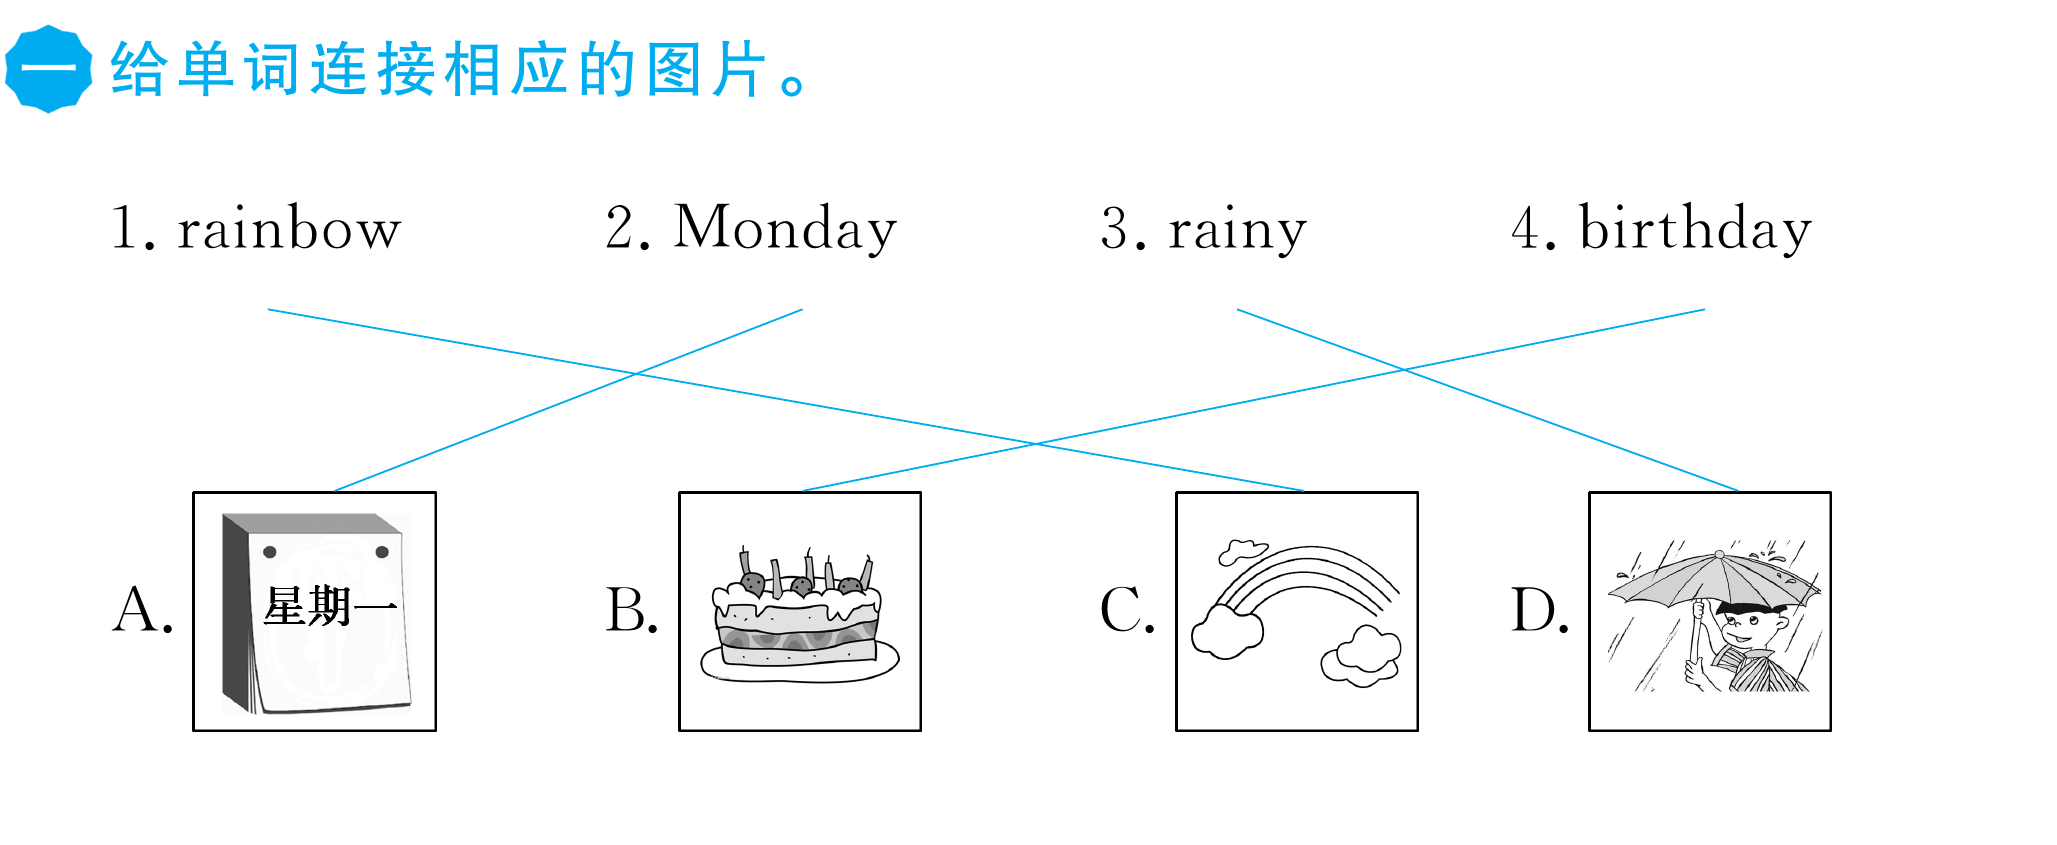 一 给单词连接相应的图片。
1. rainbow 2. Monday 3. rainy 4. birthday
A. 星期一 B. C. D.